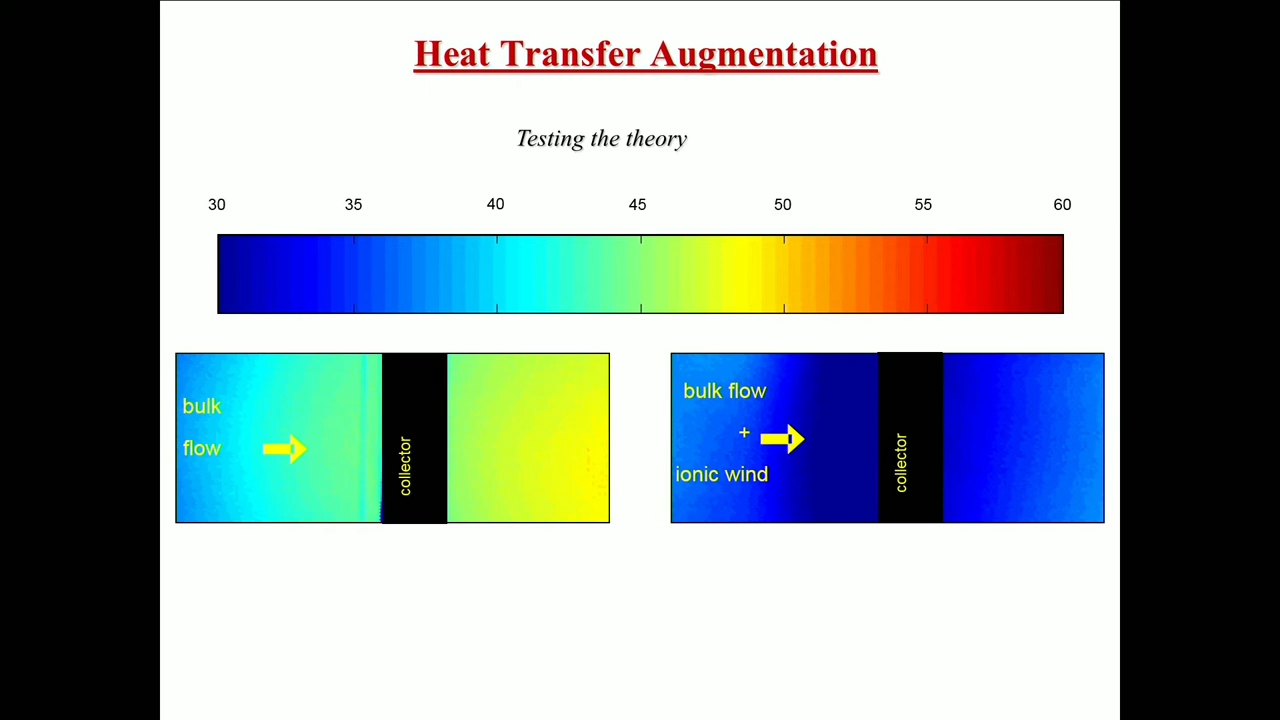 Heat Transfer Augmentation
Testing the theory
30 35 40 45 50 55 60
bulk
flow
collector
bulk flow
+
ionic wind
collector